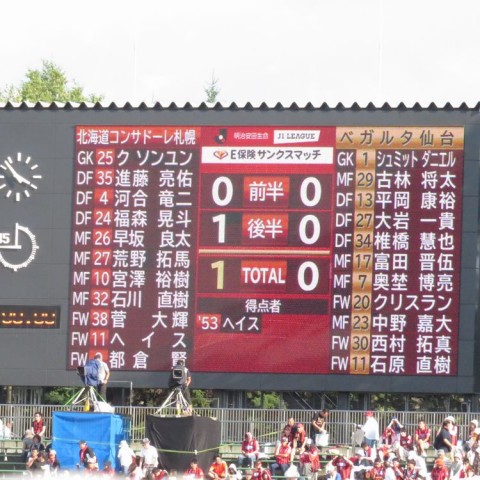 北海道コンサドーレ札幌
GK 25 ク ソンユン
DF 35 進藤 亮佑
DF 4 河合 竜二
DF 24 福森 晃斗
MF 26 早坂 良太
MF 27 荒野 拓馬
MF 10 宮澤 裕樹
MF 32 石川 直樹
FW 38 菅 大輝
FW 11 ヘイス
FW 都倉 賢
明治安田生命 J1 LEAGUE
E保険サンクスマッチ
0 前半 0
1 後半 0
1 TOTAL 0
得点者
'53 ヘイス
ベガルタ仙台
GK 1 シュミット ダニエル
MF 29 古林 将太
DF 13 平岡 康裕
DF 27 大岩 一貴
DF 34 椎橋 慧也
MF 17 富田 晋伍
MF 7 奥埜 博亮
FW 20 クリスラン
MF 23 中野 嘉大
FW 30 西村 拓真
FW 11 石原 直樹
45